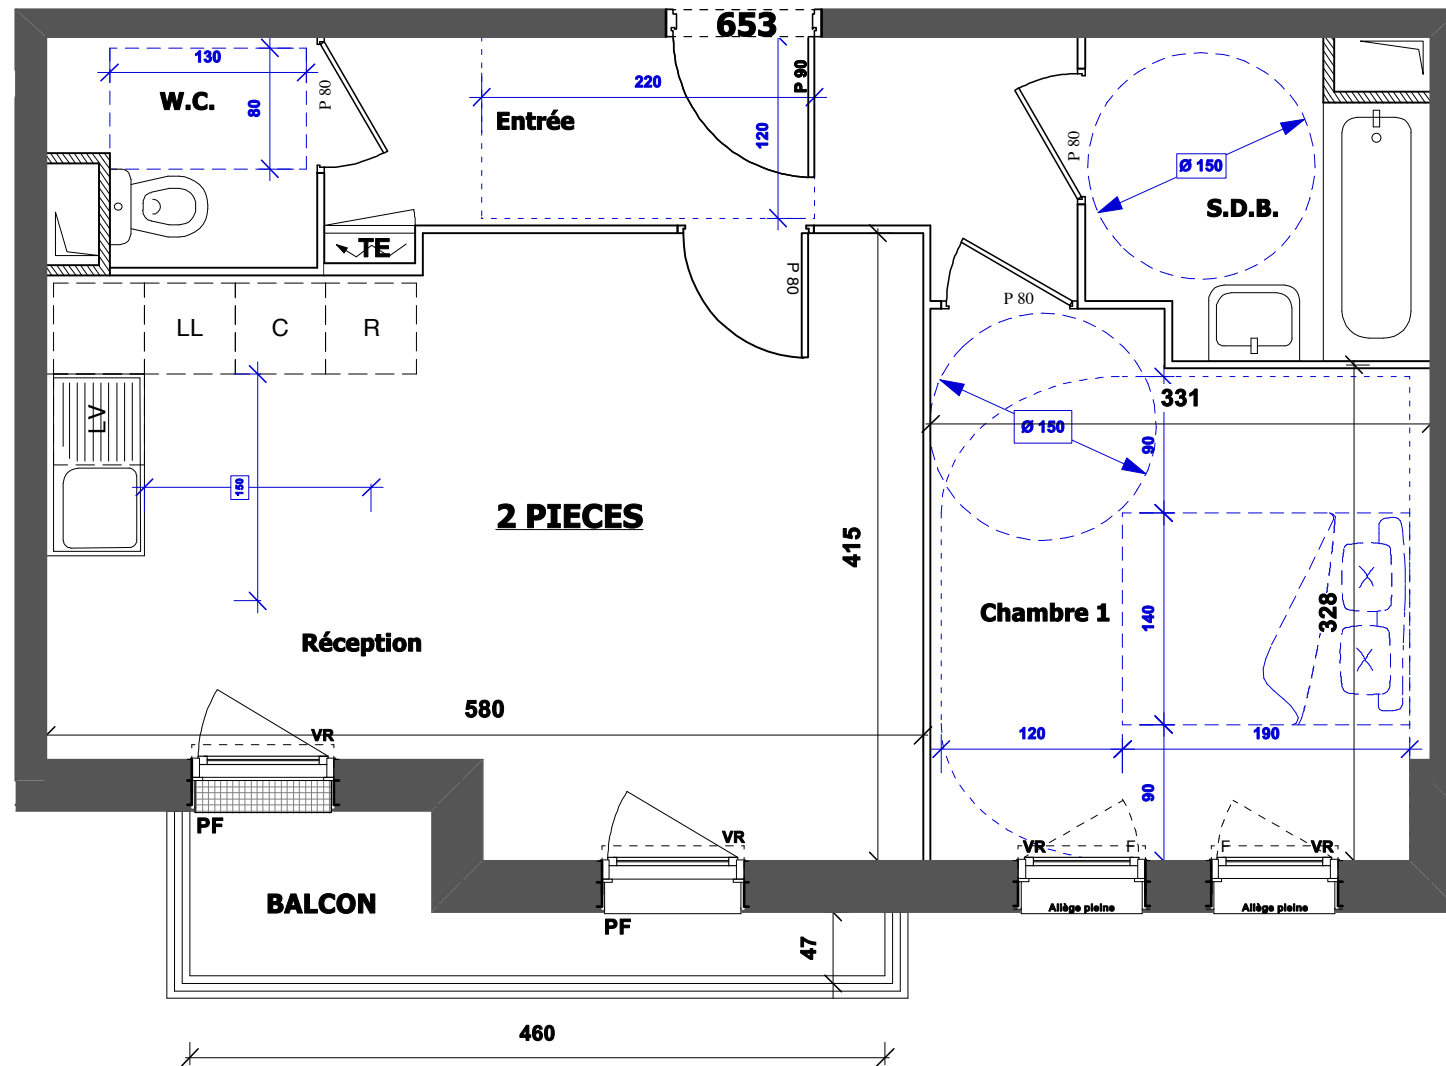 653
130
W.C.
80
P 80
220
Entrée
P 90
120
P 80
Ø 150
S.D.B.
TE
P 80
P 80
LL
C
R
LV
331
Ø 150
90
150
2 PIECES
415
Chambre 1
140
328
Réception
580
120
190
VR
90
PF
VR
VR
F
F
VR
BALCON
PF
Allège pleine
Allège pleine
47
460